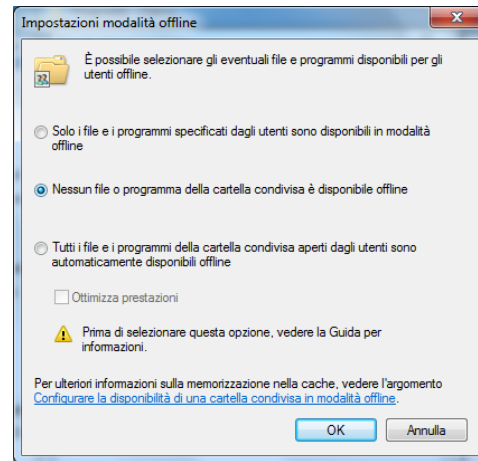 Impostazioni modalità offline
È possibile selezionare gli eventuali file e programmi disponibili per gli
utenti offline.
Solo i file e i programmi specificati dagli utenti sono disponibili in modalità
offline
Nessun file o programma della cartella condivisa è disponibile offline
Tutti i file e i programmi della cartella condivisa aperti dagli utenti sono
automaticamente disponibili offline
Ottimizza prestazioni
Prima di selezionare questa opzione, vedere la Guida per
informazioni.
Per ulteriori informazioni sulla memorizzazione nella cache, vedere l'argomento
Configurare la disponibilità di una cartella condivisa in modalità offline.
OK Annulla